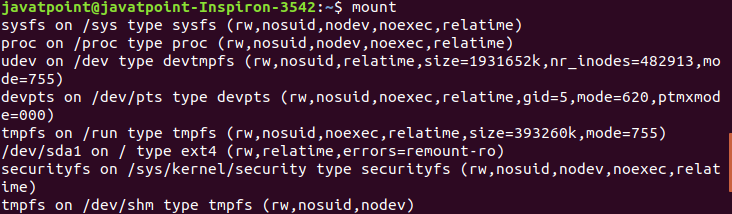 javatpoint@javatpoint-Inspiron-3542:~$ mount
sysfs on /sys type sysfs (rw,nosuid,nodev,noexec,relatime)
proc on /proc type proc (rw,nosuid,nodev,noexec,relatime)
udev on /dev type devtmpfs (rw,nosuid,relatime,size=1931652k,nr_inodes=482913,mo
de=755)
devpts on /dev/pts type devpts (rw,nosuid,noexec,relatime,gid=5,mode=620,ptmxmod
e=000)
tmpfs on /run type tmpfs (rw,nosuid,noexec,relatime,size=393260k,mode=755)
/dev/sda1 on / type ext4 (rw,relatime,errors=remount-ro)
securityfs on /sys/kernel/security type securityfs (rw,nosuid,nodev,noexec,relat
ime)
tmpfs on /dev/shm type tmpfs (rw,nosuid,nodev)